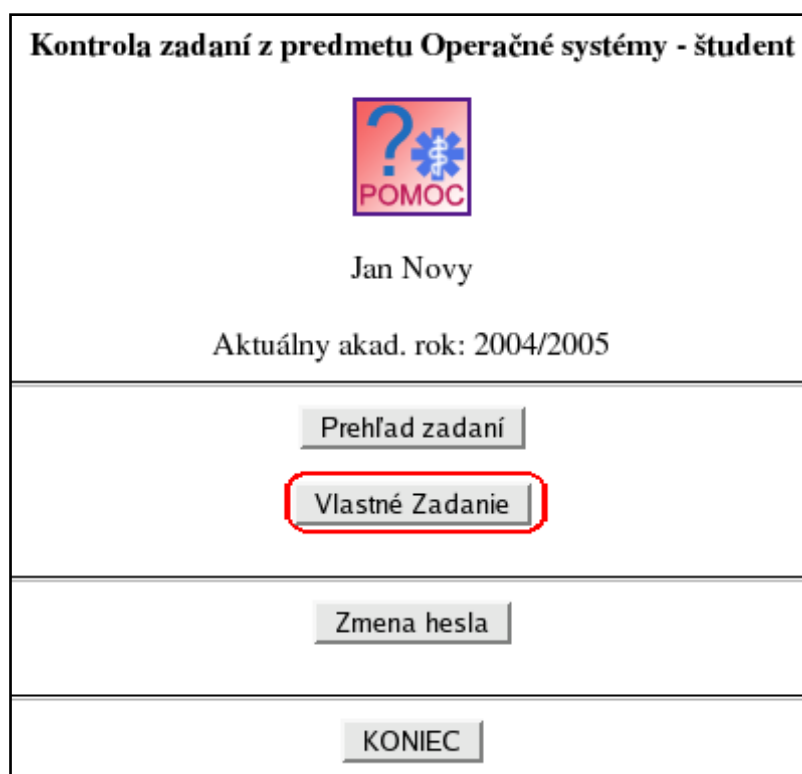 Kontrola zadaní z predmetu Operačné systémy - študent
?
POMOC
Jan Novy
Aktuálny akad. rok: 2004/2005
Prehľad zadaní
Vlastné Zadanie
Zmena hesla
KONIEC